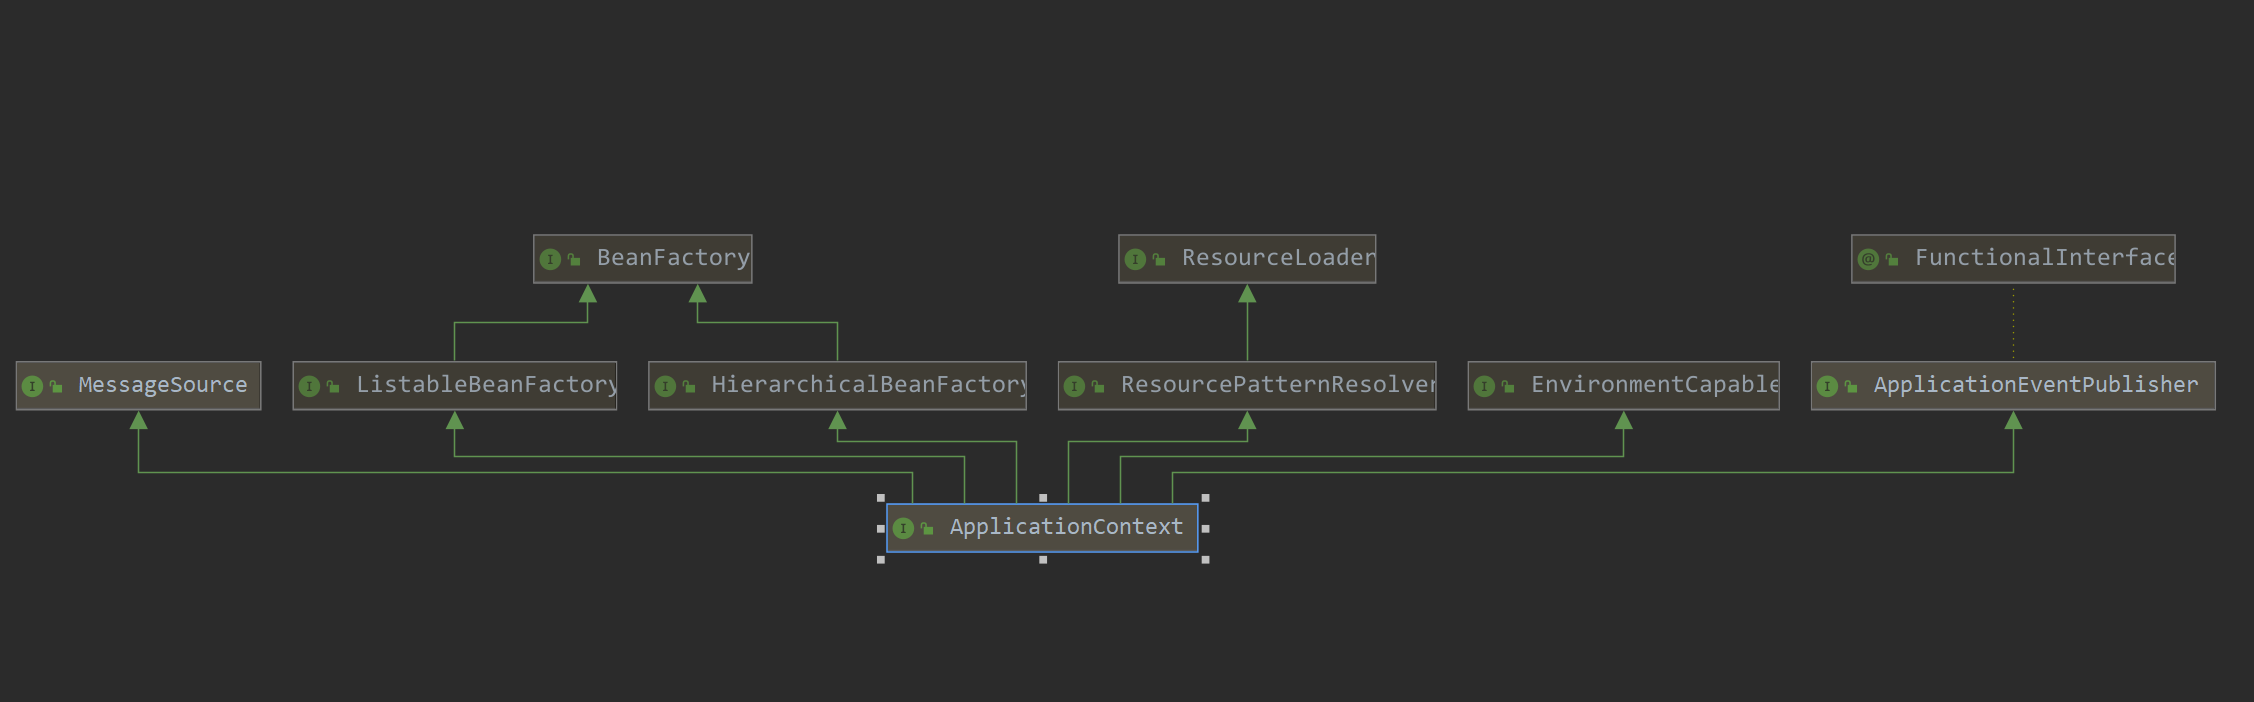 BeanFactory
ResourceLoader
FunctionalInterface
MessageSource
ListableBeanFactory
HierarchicalBeanFactory
ResourcePatternResolver
EnvironmentCapable
ApplicationEventPublisher
ApplicationContext